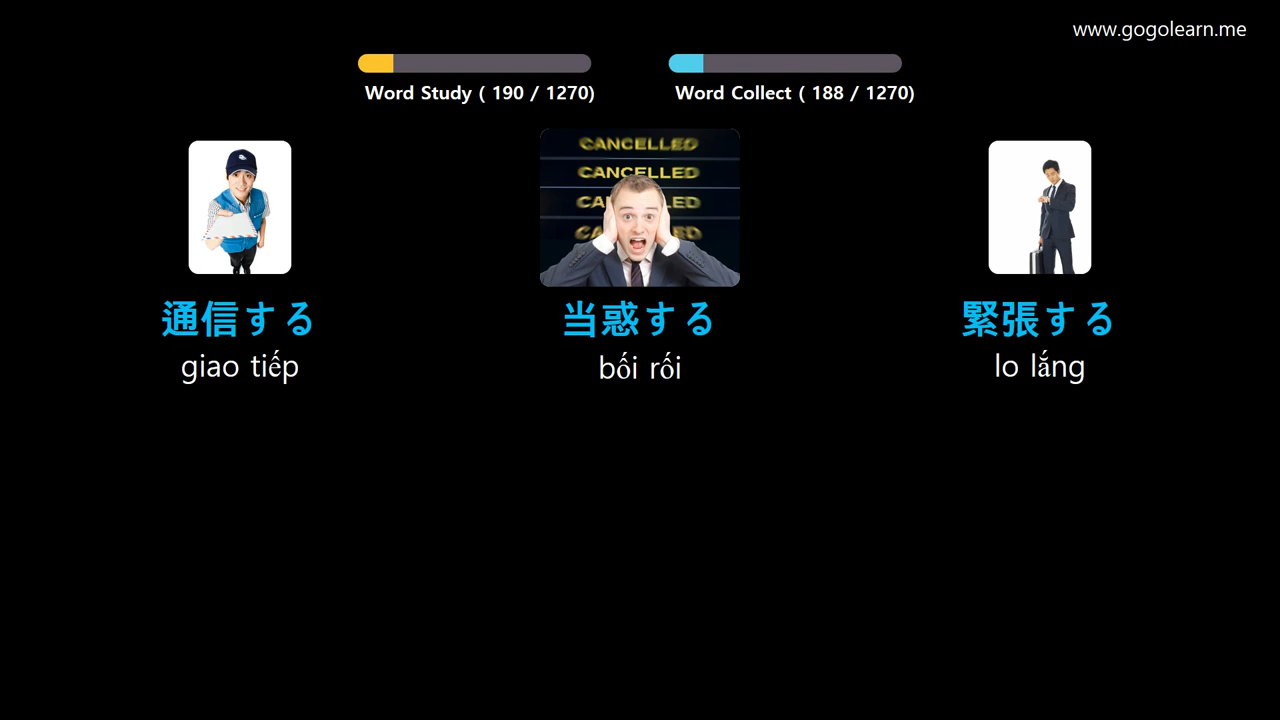 www.gogolearn.me
Word Study ( 190 / 1270)
Word Collect ( 188 / 1270)
CANCELLED
CANCELLED
通信する
当惑する
緊張する
giao tiếp
bối rối
lo lắng